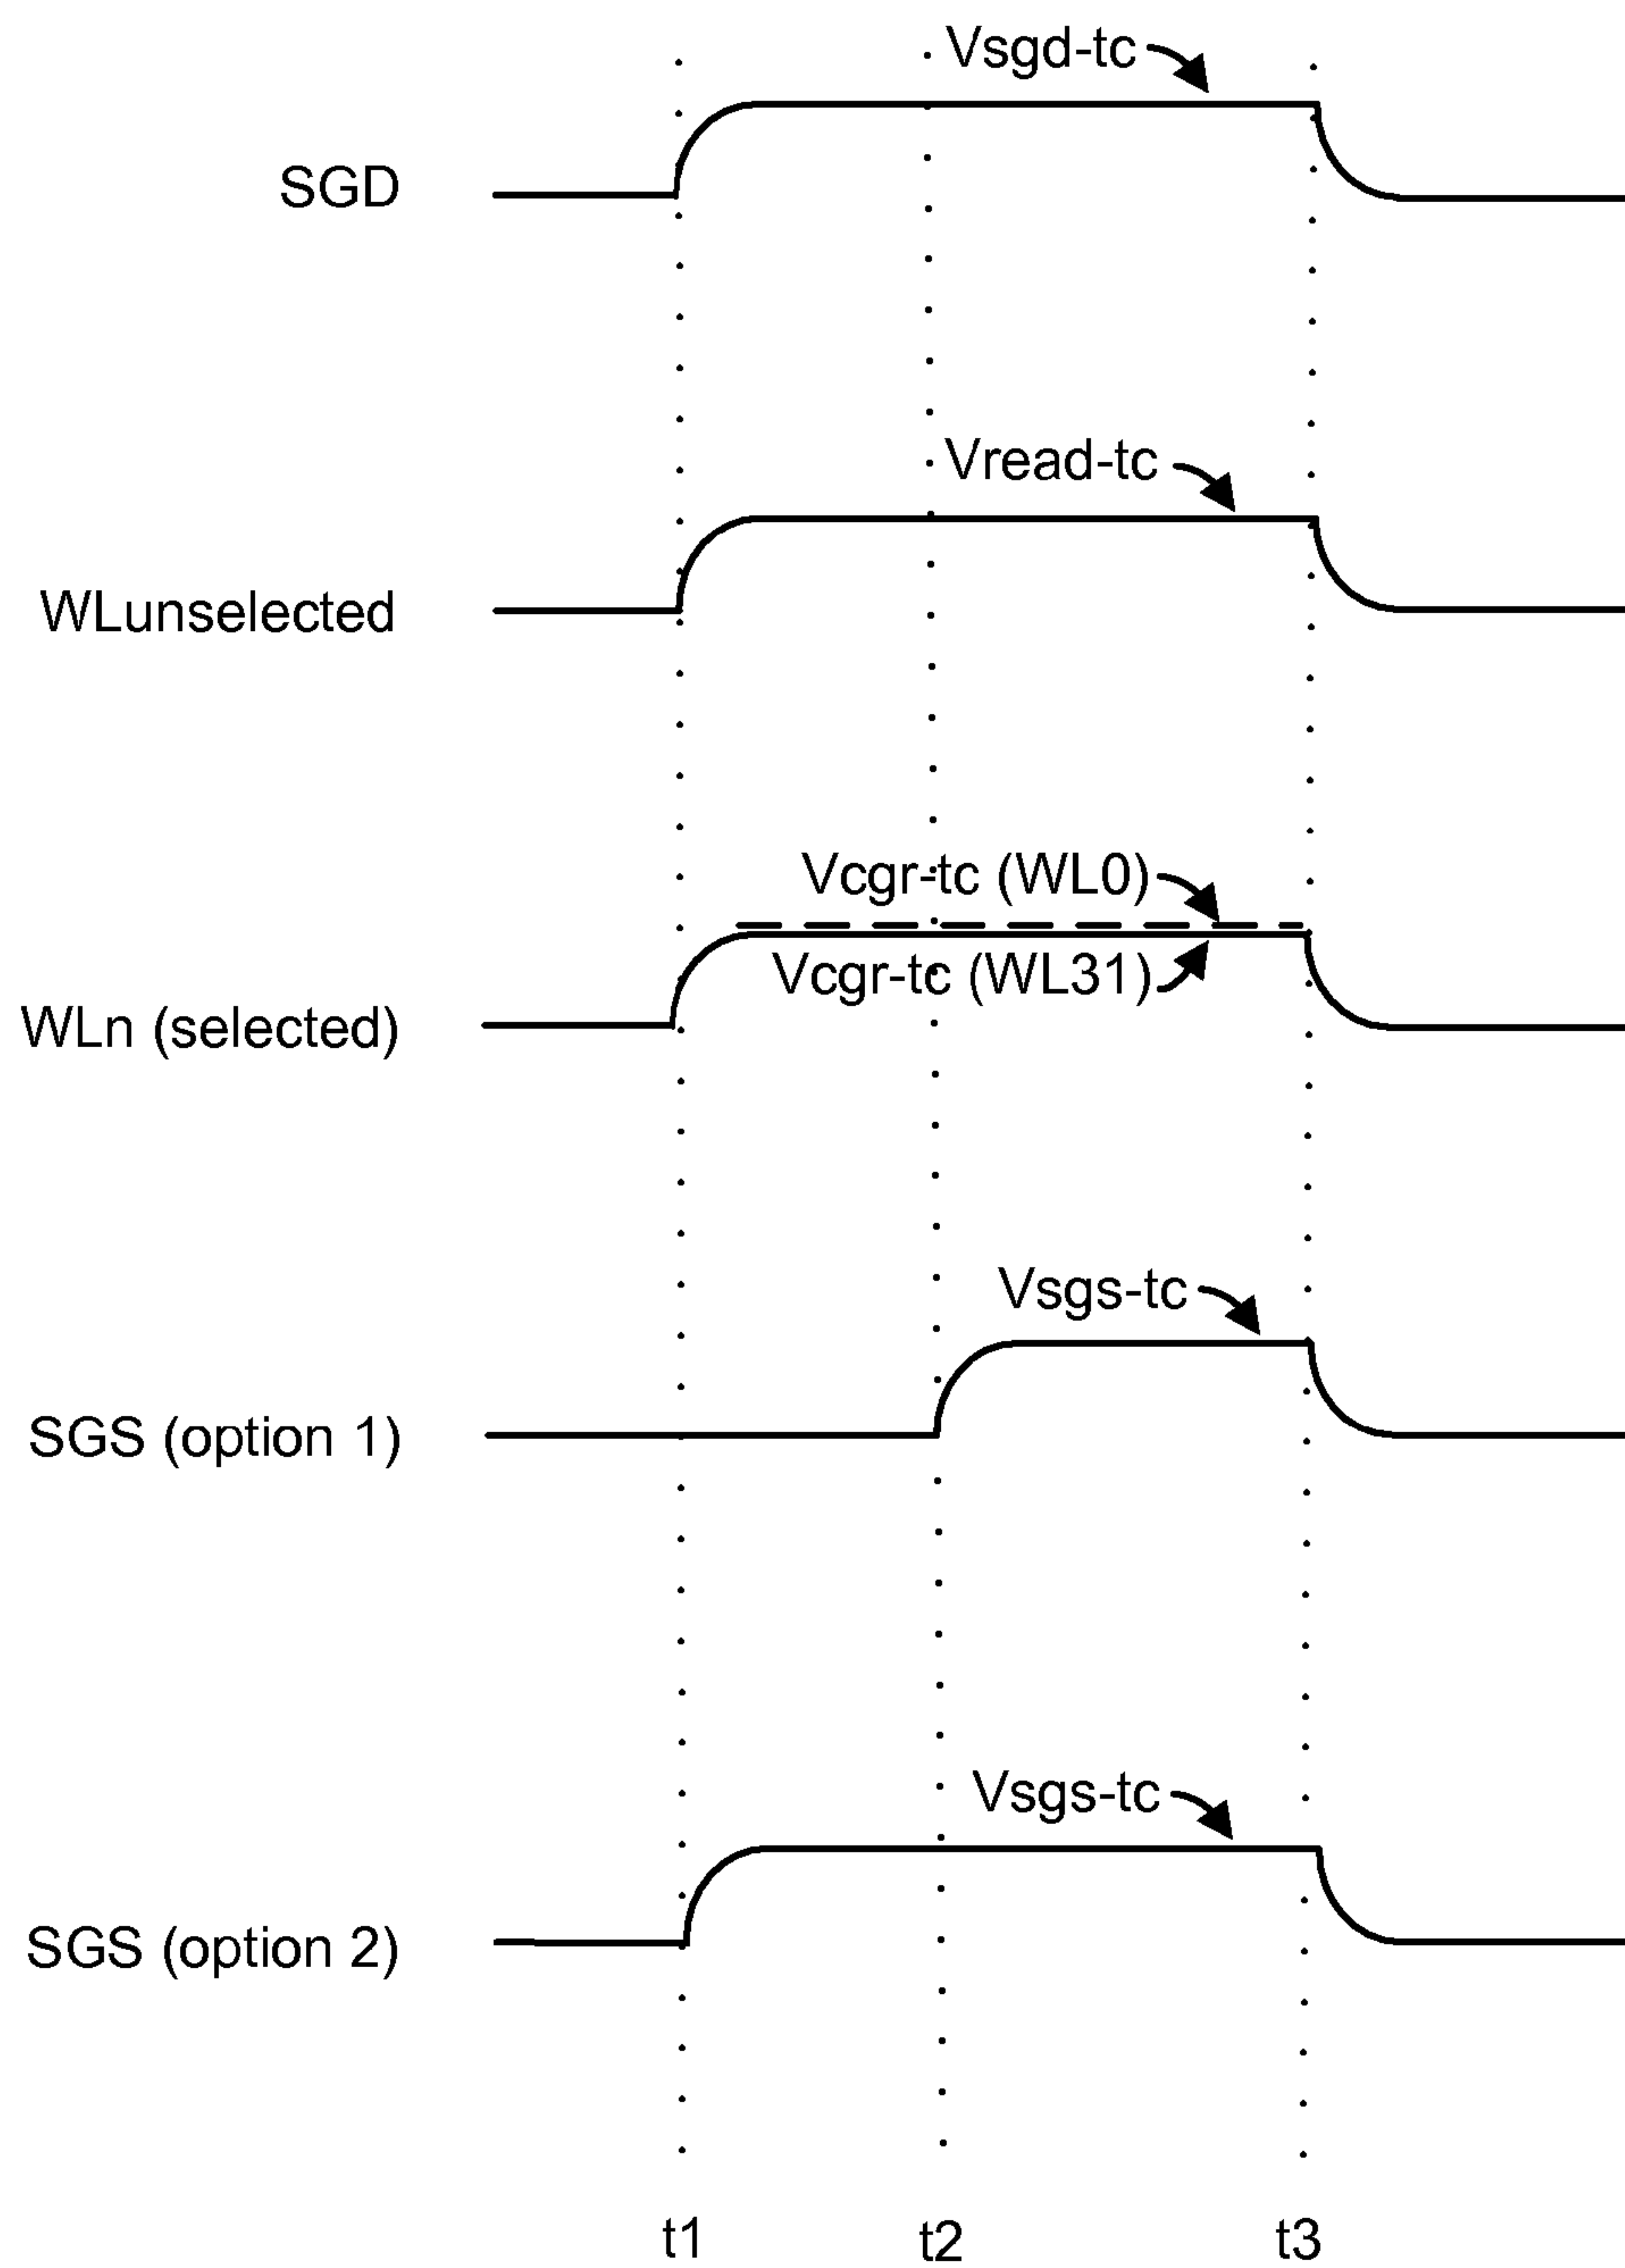 Vsgd-tc
SGD
Vread-tc
WLunselected
Vcgr-tc (WL0)
Vcgr-tc (WL31)
WLn (selected)
Vsgs-tc
SGS (option 1)
Vsgs-tc
SGS (option 2)
t1 t2 t3